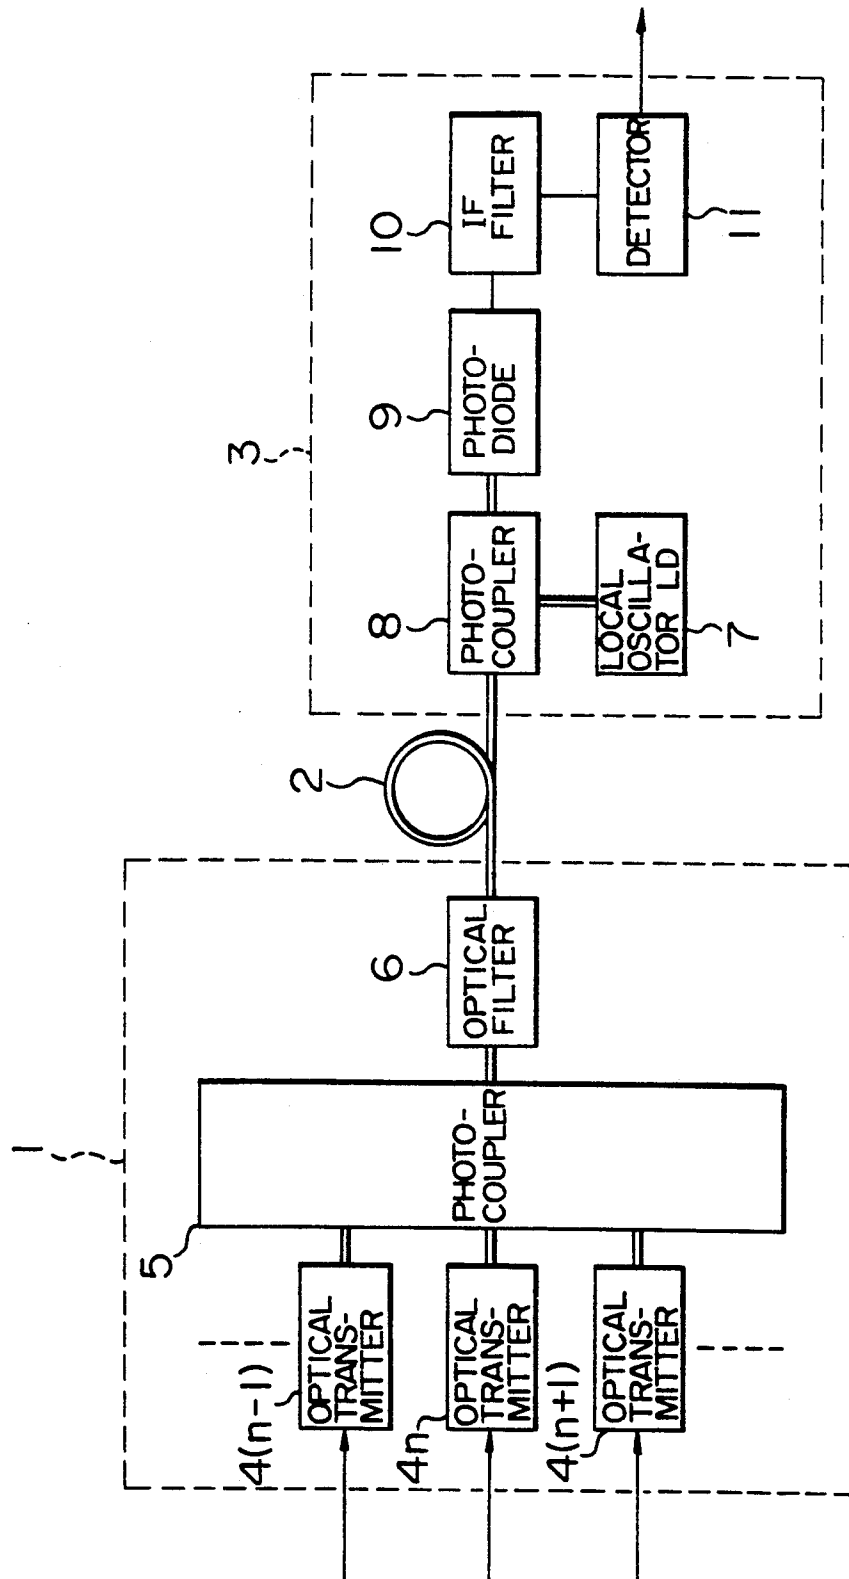 1
5
4(n-1)
OPTICAL
TRANS-
MITTER
4n
OPTICAL
TRANS-
MITTER
4(n+1)
OPTICAL
TRANS-
MITTER
PHOTO-
COUPLER
6
OPTICAL
FILTER
2
3
8
PHOTO-
COUPLER
LOCAL
OSCILLA-
TOR LD
7
9
PHOTO-
DIODE
10
IF
FILTER
DETECTOR
11